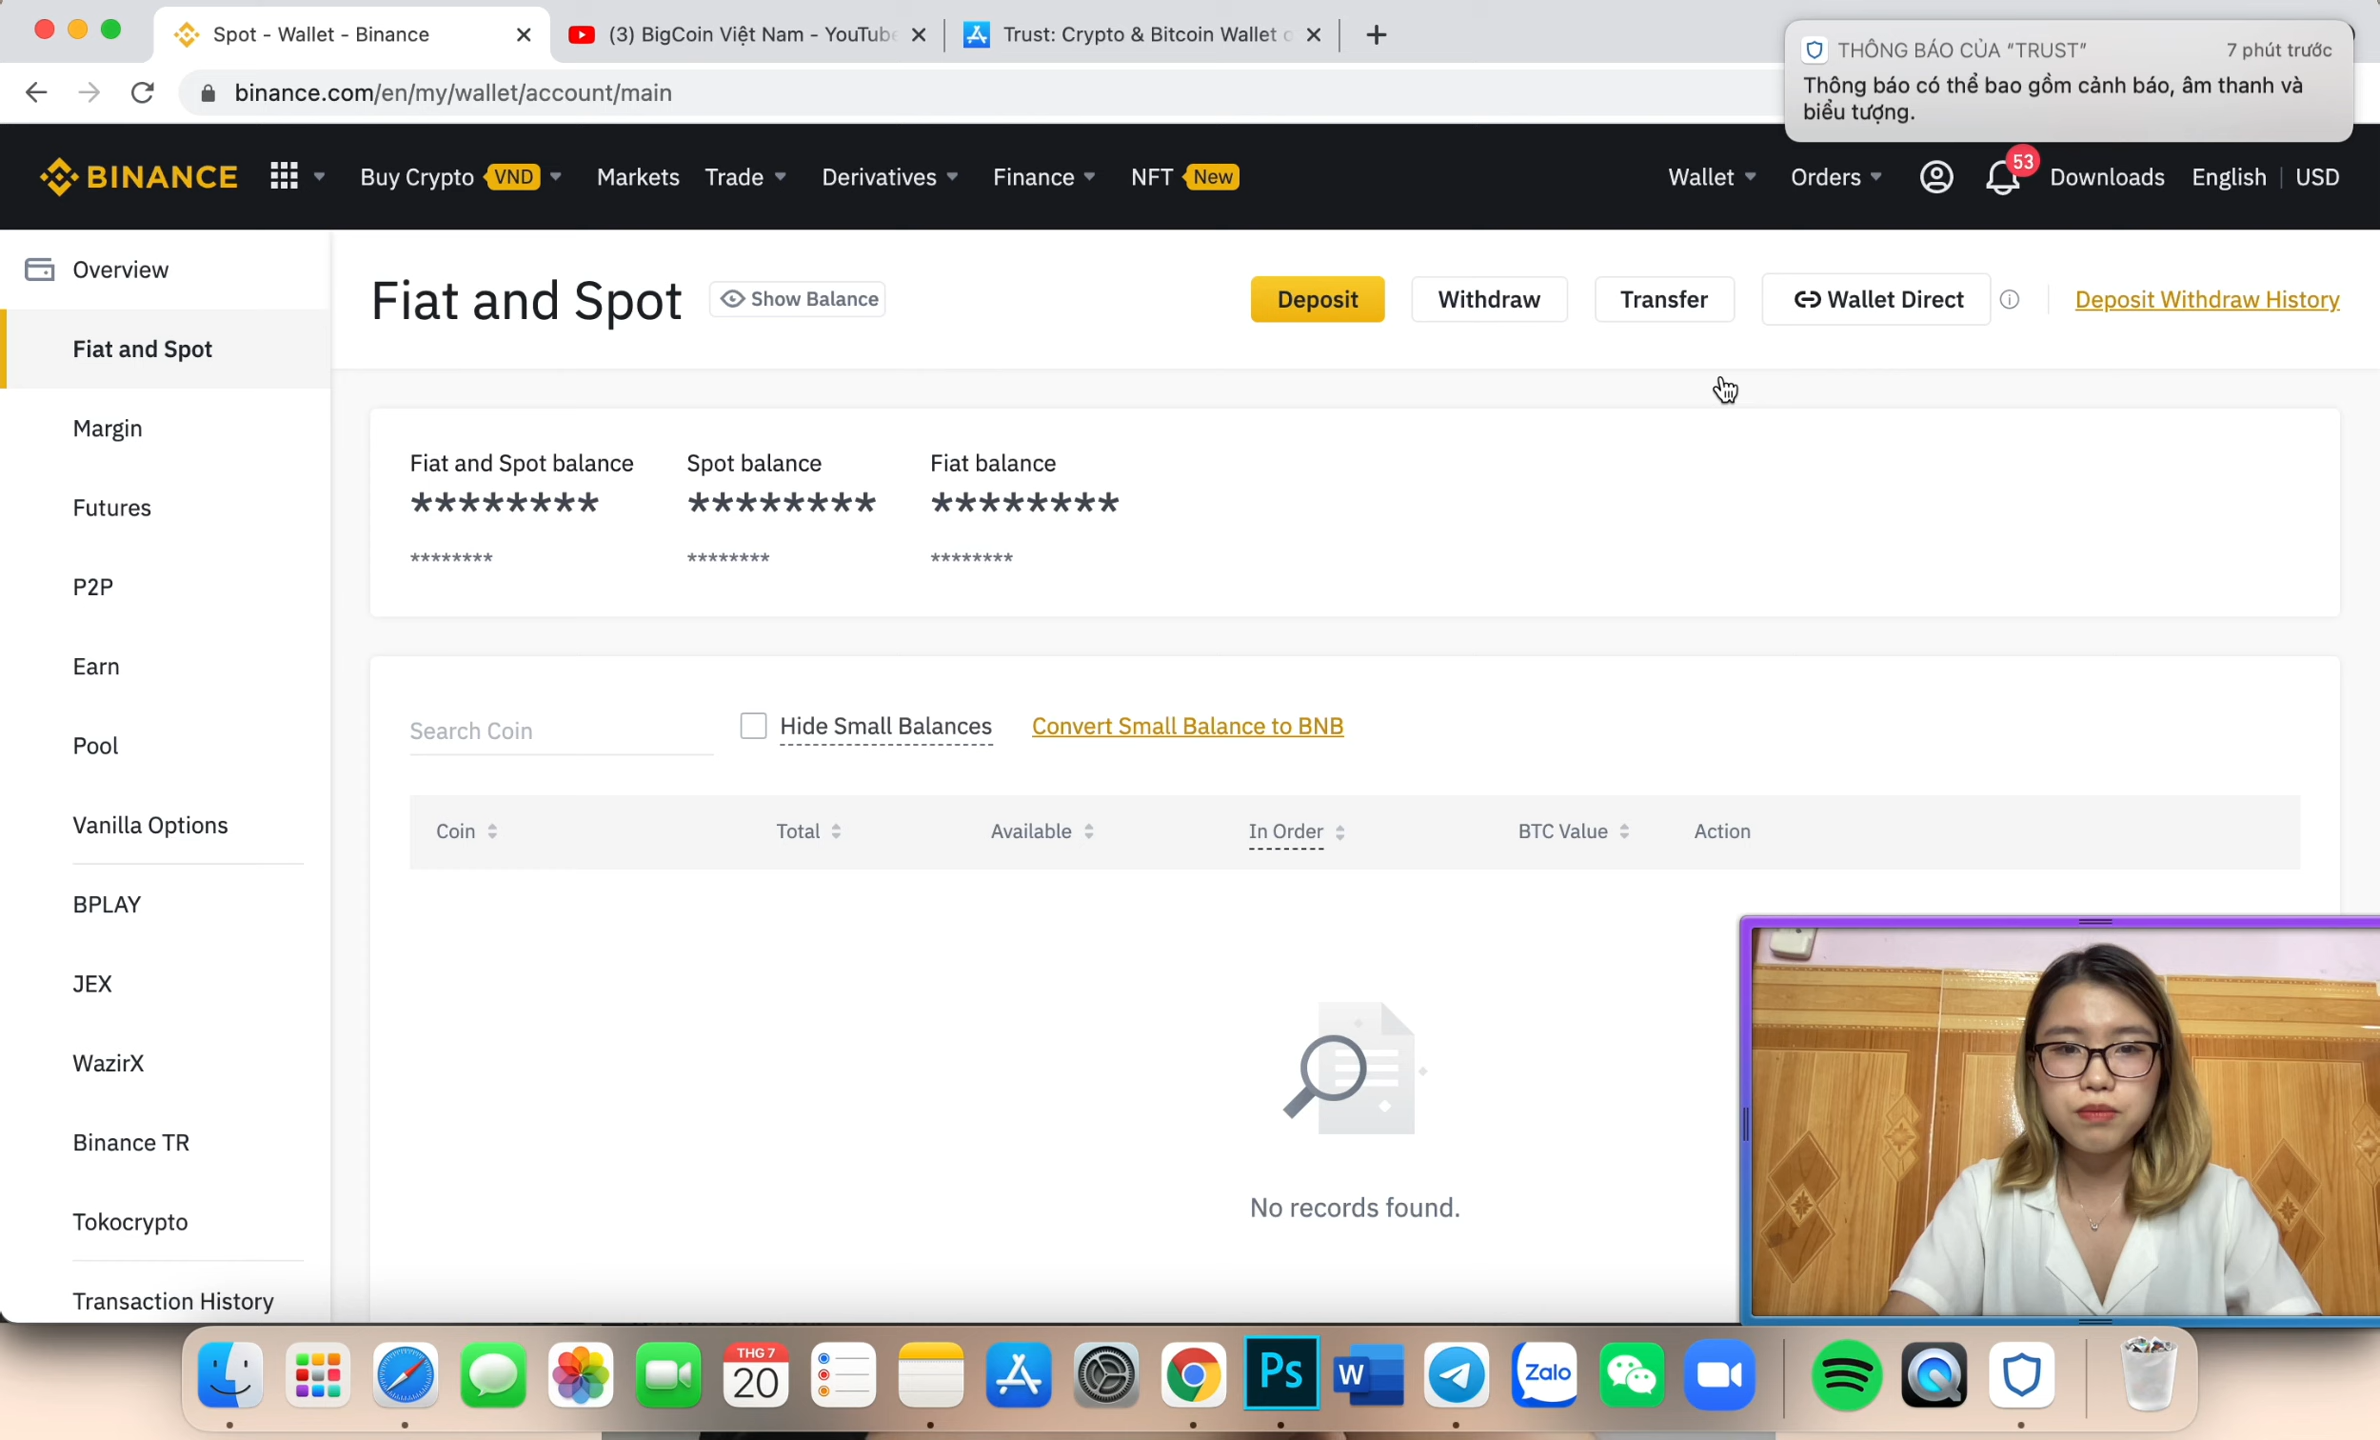 Spot - Wallet - Binance
(3) BigCoin Việt Nam - YouTube
Trust: Crypto & Bitcoin Wallet
THÔNG BÁO CỦA “TRUST”
7 phút trước
Thông báo có thể bao gồm cảnh báo, âm thanh và
biểu tượng.
binance.com/en/my/wallet/account/main
BINANCE
Buy Crypto VND
Markets
Trade
Derivatives
Finance
NFT New
Wallet
Orders
53
Downloads
English
USD
Overview
Fiat and Spot
Margin
Futures
P2P
Earn
Pool
Vanilla Options
BPLAY
JEX
WazirX
Binance TR
Tokocrypto
Transaction History
Fiat and Spot
Show Balance
Deposit
Withdraw
Transfer
Wallet Direct
Deposit Withdraw History
Fiat and Spot balance
********
********
Spot balance
********
********
Fiat balance
********
********
Search Coin
Hide Small Balances
Convert Small Balance to BNB
Coin
Total
Available
In Order
BTC Value
Action
No records found.
THG 7
20
Ps
W
Zalo